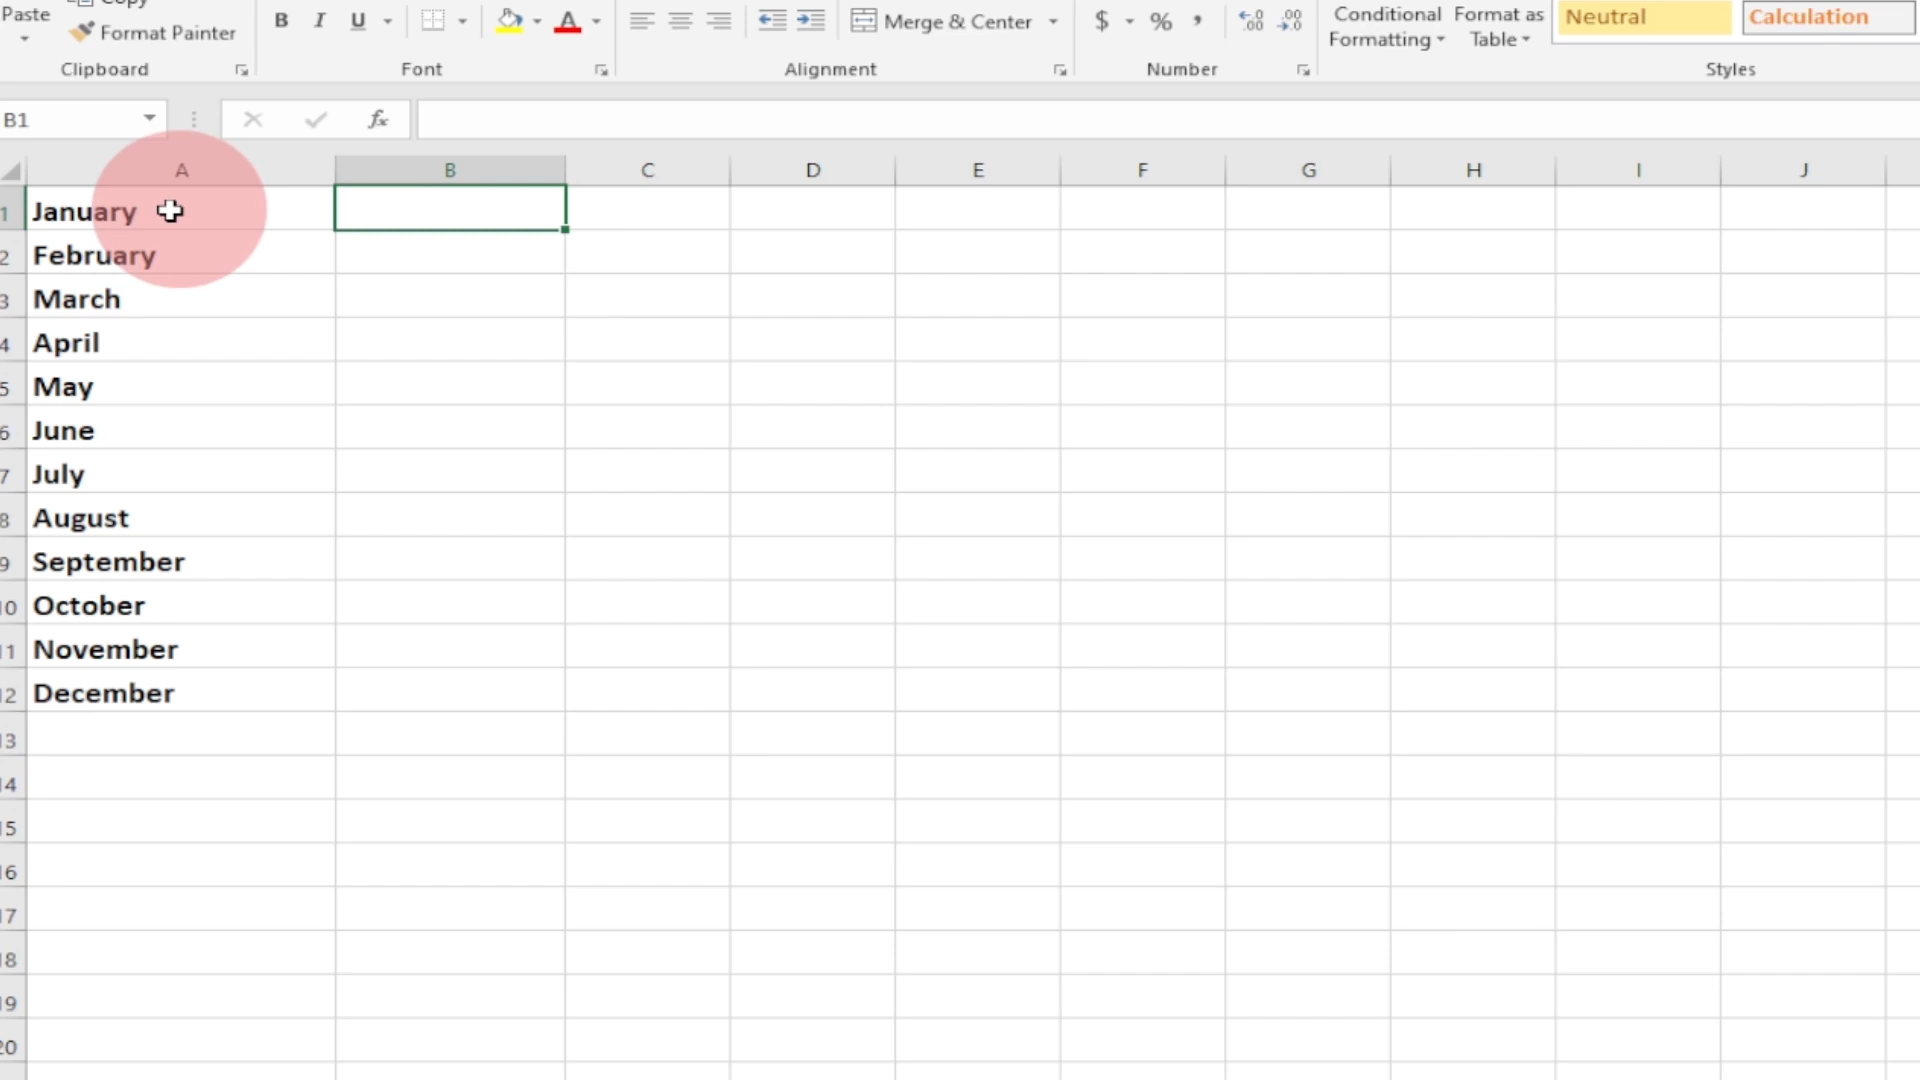 Paste
Copy
Format Painter
B I U
A
Merge & Center
$ % ,
Conditional Formatting
Format as Table
Neutral
Calculation
Clipboard
Font
Alignment
Number
Styles
B1
fx
A B C D E F G H I J
1 January
2 February
3 March
4 April
5 May
6 June
7 July
8 August
9 September
10 October
11 November
12 December
13
14
15
16
17
18
19
20